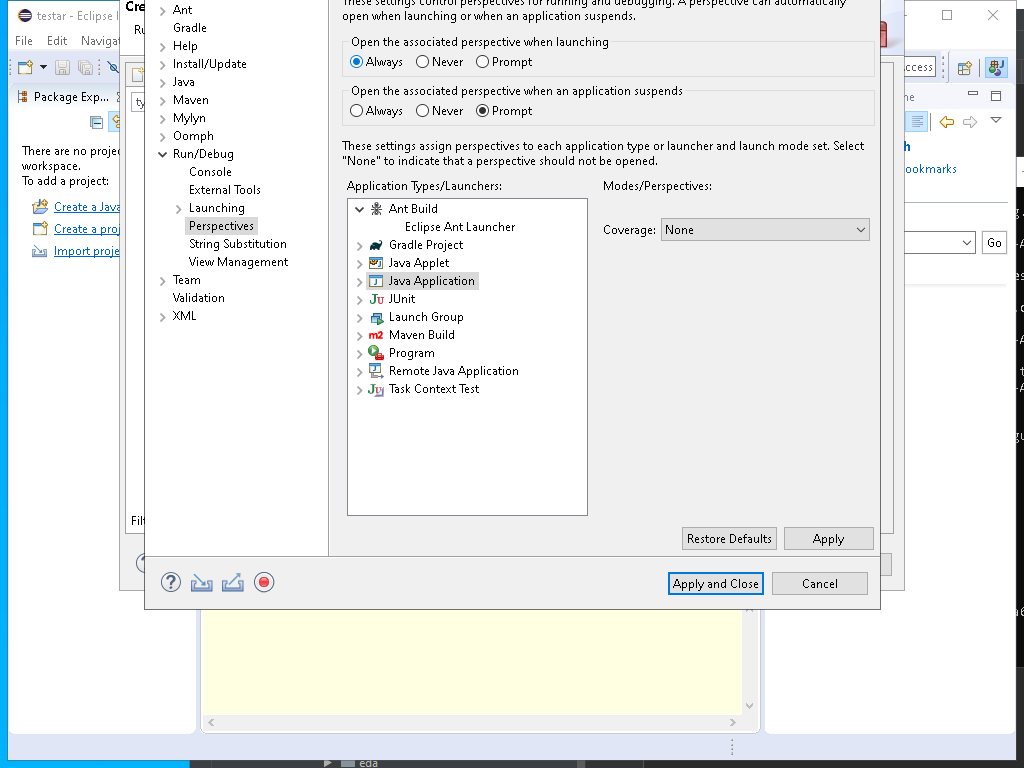 testar - Eclipse I
File Edit Naviga
Cre
Ru
Package Exp...
There are no proje
workspace.
To add a project:
Create a Java
Create a proj
Import proje
ty
Filt
Ant
Gradle
Help
Install/Update
Java
Maven
Mylyn
Oomph
Run/Debug
Console
External Tools
Launching
Perspectives
String Substitution
View Management
Team
Validation
XML
These settings control perspectives for running and debugging. A perspective can automatically
open when launching or when an application suspends.
Open the associated perspective when launching
Always Never Prompt
Open the associated perspective when an application suspends
Always Never Prompt
These settings assign perspectives to each application type or launcher and launch mode set. Select
"None" to indicate that a perspective should not be opened.
Application Types/Launchers:
Modes/Perspectives:
Ant Build
Eclipse Ant Launcher
Gradle Project
Java Applet
Java Application
JUnit
Launch Group
Maven Build
Program
Remote Java Application
Task Context Test
Coverage: None
Restore Defaults Apply
Apply and Close Cancel
ccess
ne
h
ookmarks
Go
eda